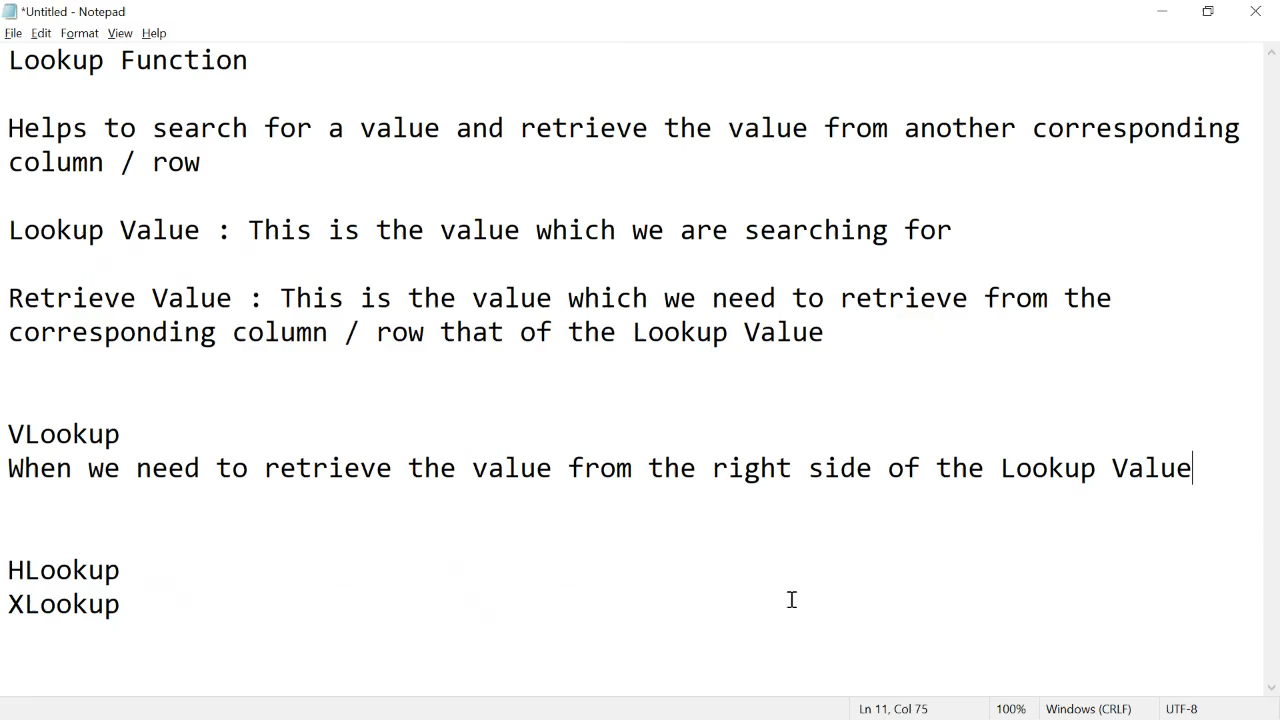 *Untitled - Notepad
File Edit Format View Help
Lookup Function
Helps to search for a value and retrieve the value from another corresponding
column / row
Lookup Value : This is the value which we are searching for
Retrieve Value : This is the value which we need to retrieve from the
corresponding column / row that of the Lookup Value
VLookup
When we need to retrieve the value from the right side of the Lookup Value
HLookup
XLookup
Ln 11, Col 75 100% Windows (CRLF) UTF-8